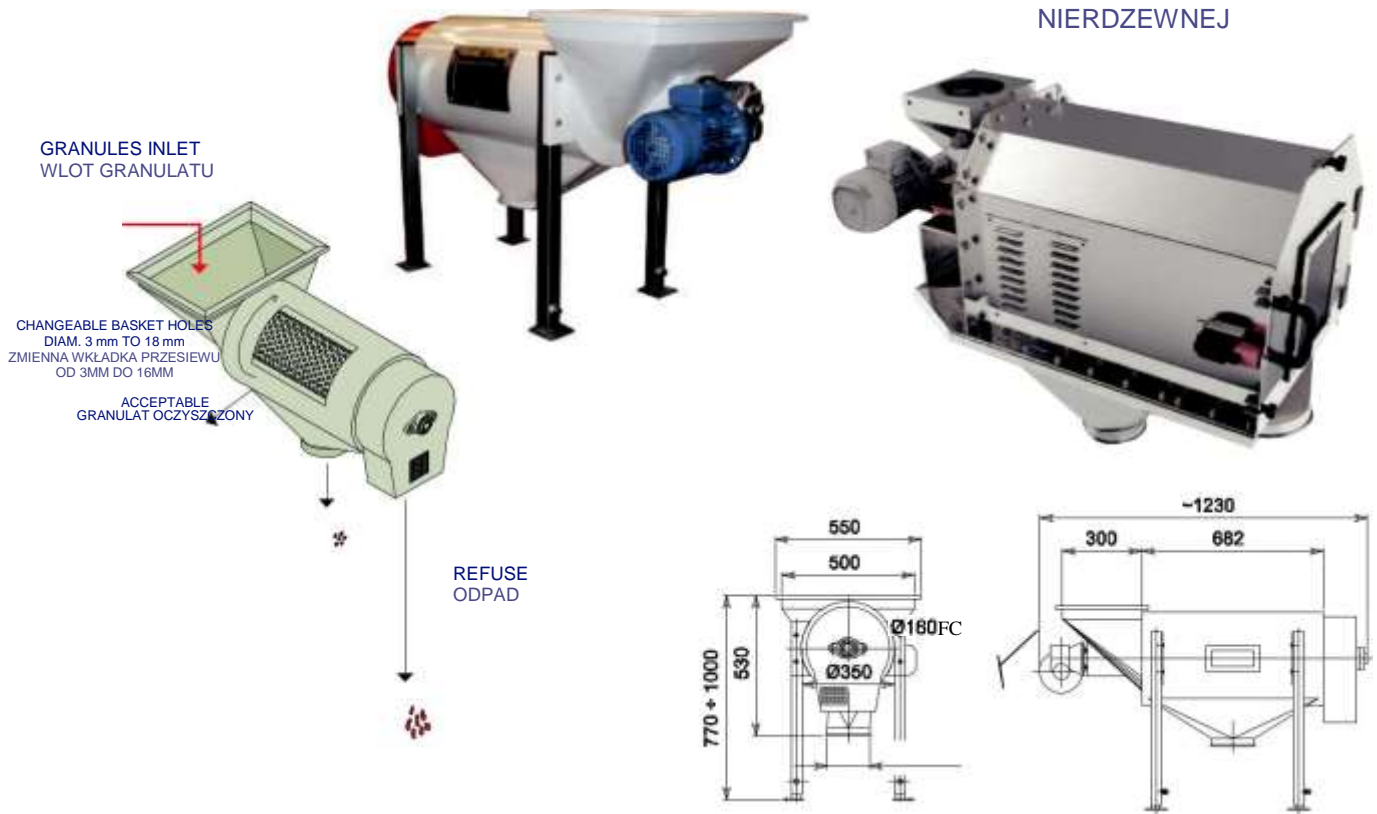 NIERDZEWNEJ
GRANULES INLET
WLOT GRANULATU
CHANGEABLE BASKET HOLES
DIAM. 3 mm TO 18 mm
ZMIENNA WKŁADKA PRZESIEWU
OD 3MM DO 16MM
ACCEPTABLE
GRANULAT OCZYSZCZONY
REFUSE
ODPAD
550
500
Ø160FC
Ø350
530
770 ÷ 1000
~1230
300
682